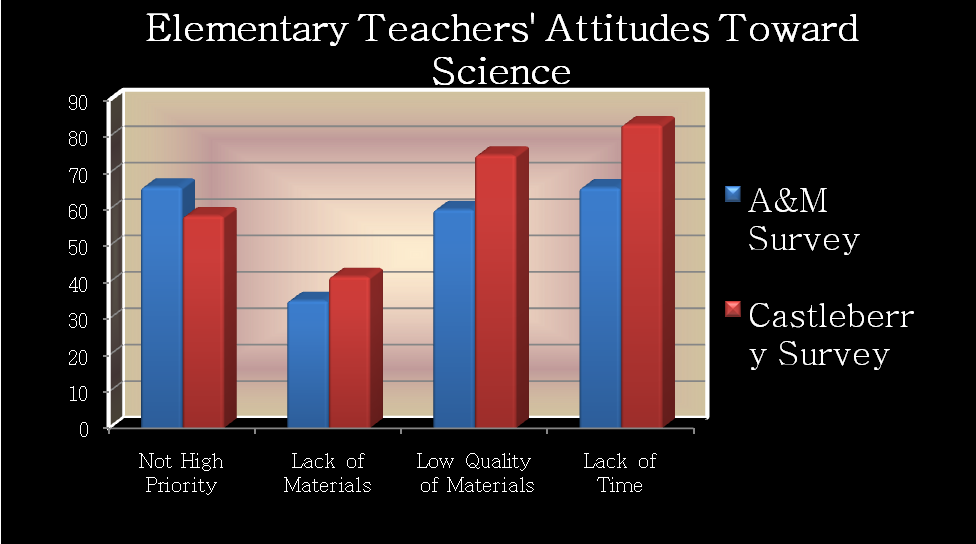 Elementary Teachers' Attitudes Toward
Science
90
80
70
60
50
40
30
20
10
0
Not High
Priority
Lack of
Materials
Low Quality
of Materials
Lack of
Time
A&M
Survey
Castleberr
y Survey